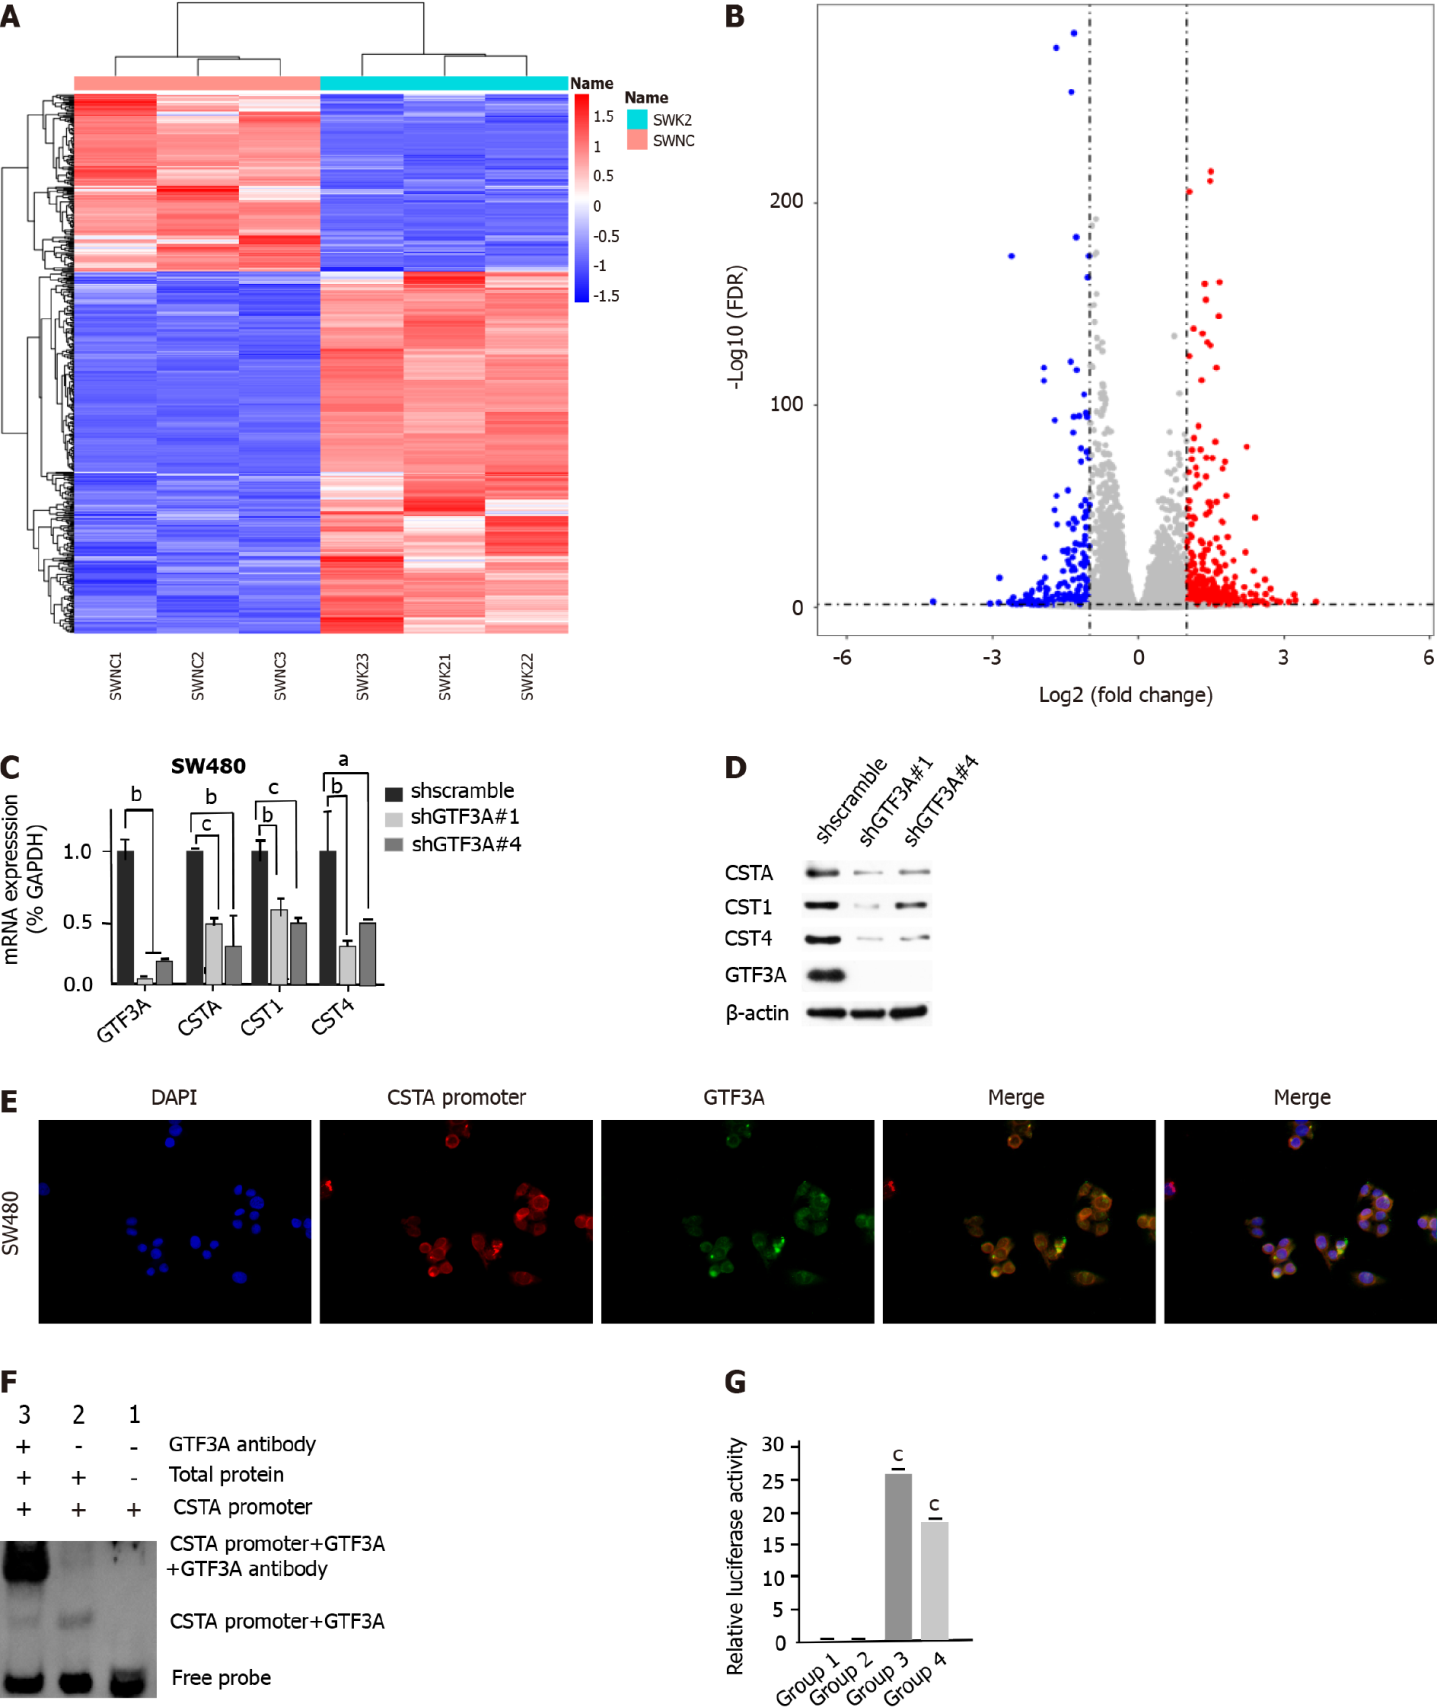 A
Name
1.5
1
0.5
0
-0.5
-1
-1.5
Name
SWK2
SWNC
SWNC1
SWNC2
SWNC3
SWK23
SWK21
SWK22
B
-Log10 (FDR)
200
100
0
-6
-3
0
3
6
Log2 (fold change)
C
SW480
mRNA expresssion
(% GAPDH)
1.0
0.5
0.0
b
b
c
c
b
a
b
shscramble
shGTF3A#1
shGTF3A#4
GTF3A
CSTA
CST1
CST4
D
shscramble
shGTF3A#1
shGTF3A#4
CSTA
CST1
CST4
GTF3A
β-actin
E
DAPI
CSTA promoter
GTF3A
Merge
Merge
SW480
F
3 2 1
+ - - GTF3A antibody
+ + - Total protein
+ + + CSTA promoter
CSTA promoter+GTF3A
+GTF3A antibody
CSTA promoter+GTF3A
Free probe
G
Relative luciferase activity
30
25
20
15
10
5
0
c
c
Group 1
Group 2
Group 3
Group 4